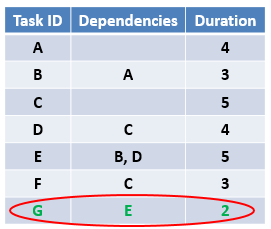 Task ID Dependencies Duration
A 4
B A 3
C 5
D C 4
E B, D 5
F C 3
G E 2